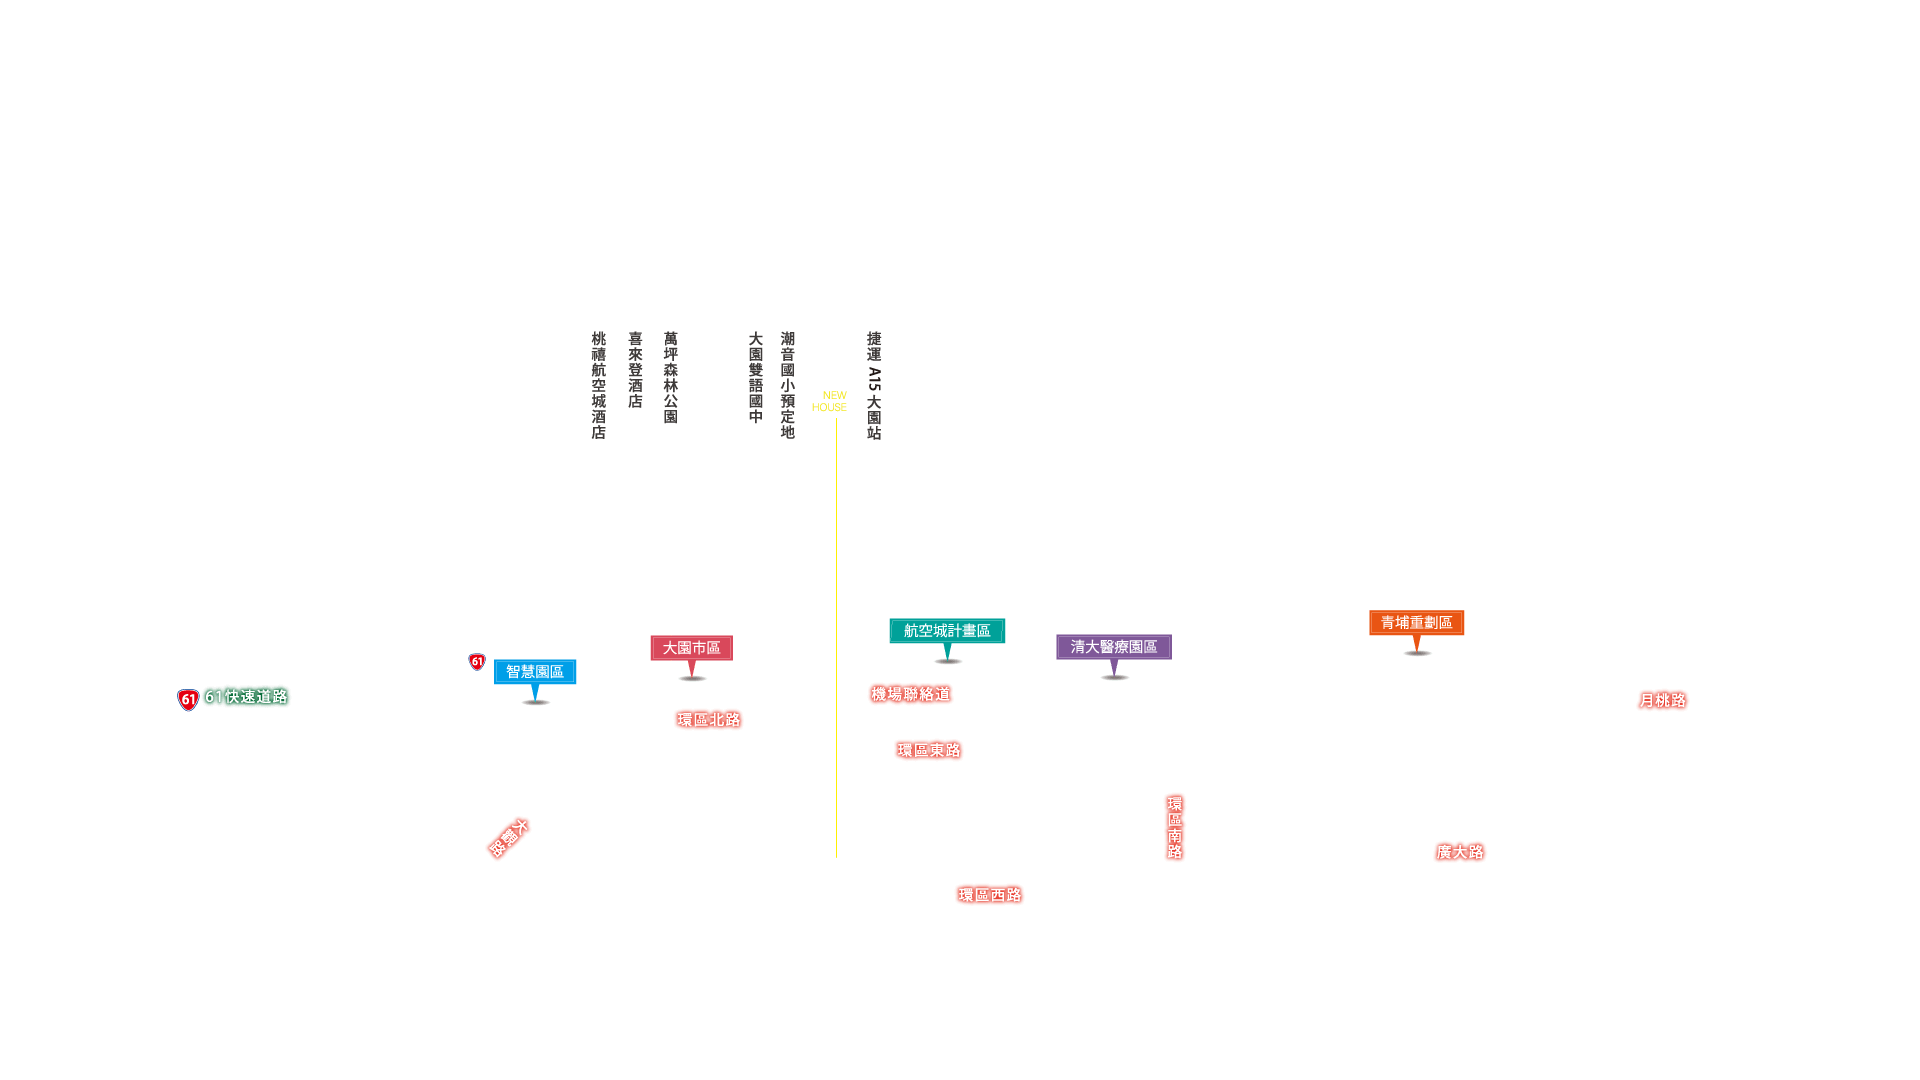 桃禧航空城酒店
喜來登酒店
萬坪森林公園
大園雙語國中
潮音國小預定地
NEW
HOUSE
捷運 A15 大園站
青埔重劃區
航空城計畫區
大園市區
清大醫療園區
61
智慧園區
61
61快速道路
機場聯絡道
月桃路
環區北路
環區東路
環區南路
大觀路
廣大路
環區西路